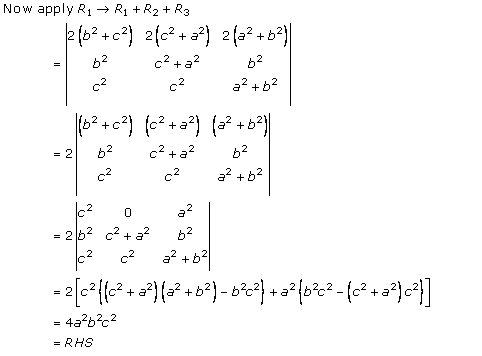 Now apply R₁ → R₁ + R₂ + R₃
= |2(b² + c²) 2(c² + a²) 2(a² + b²)|
|b² c² + a² b²|
|c² c² a² + b²|
= 2 |(b² + c²) (c² + a²) (a² + b²)|
|b² c² + a² b²|
|c² c² a² + b²|
= 2 |c² 0 a²|
|b² c² + a² b²|
|c² c² a² + b²|
= 2[c²{(c² + a²)(a² + b²) − b²c²} + a²{b²c² − (c² + a²)c²}]
= 4a²b²c²
= RHS